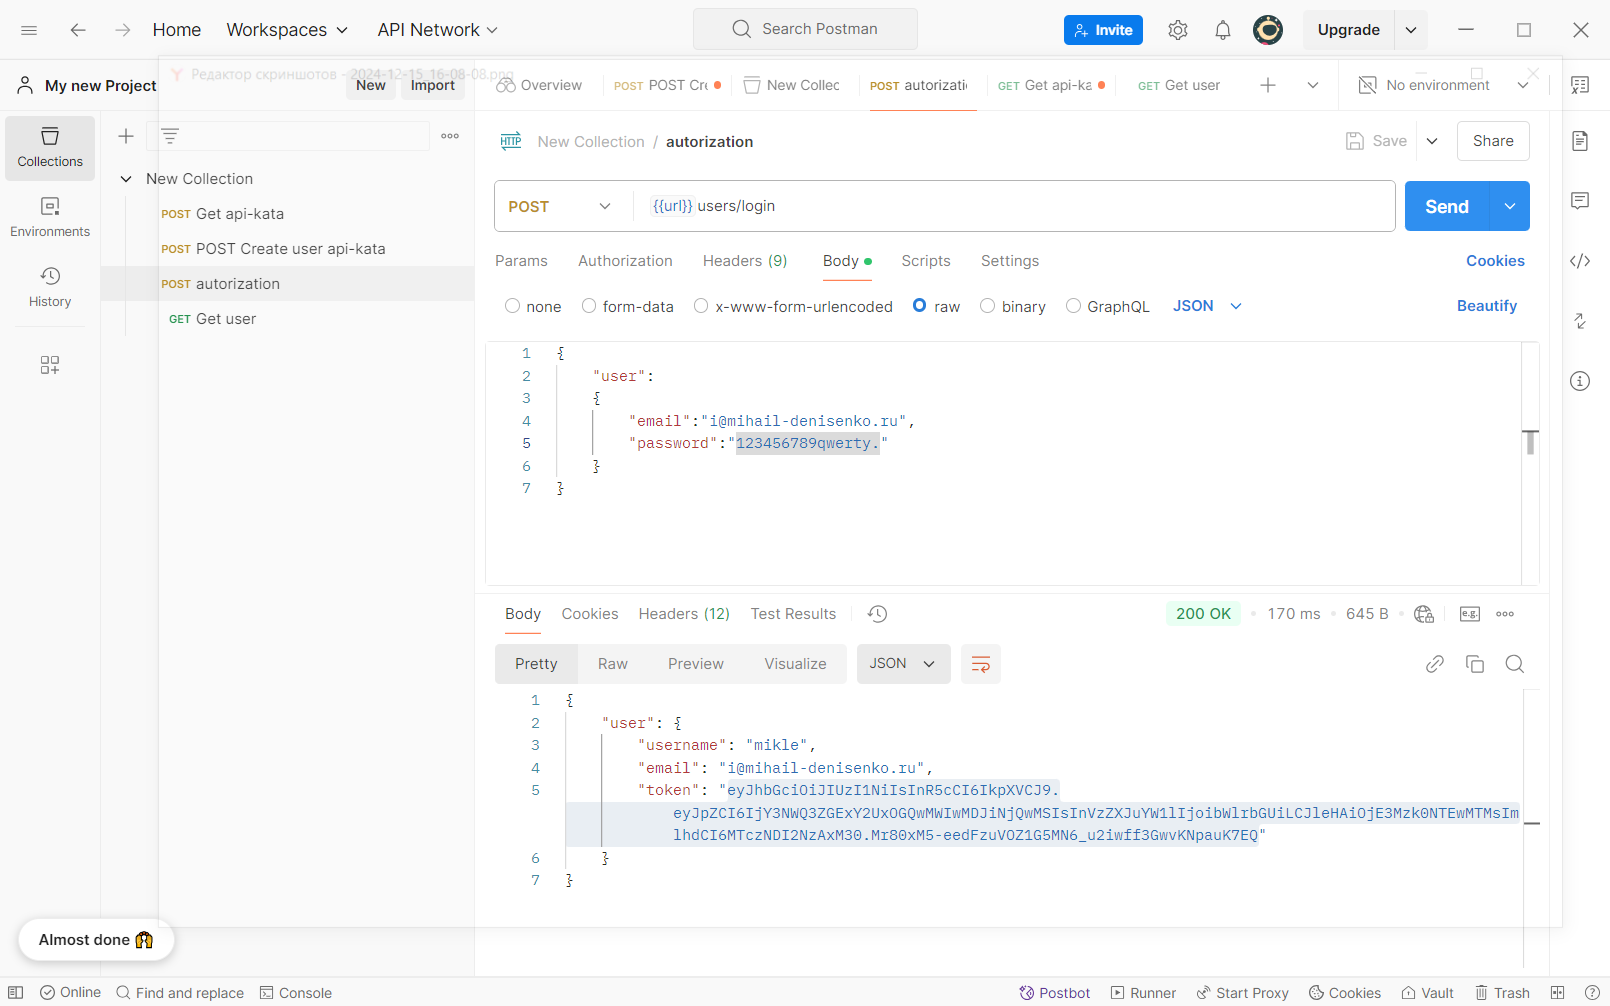 Home Workspaces API Network Search Postman Invite Upgrade
Редактор скриншотов - 2024-12-15_16-08-08.png
My new Project New Import Overview POST POST Cre New Collec POST autorizatio GET Get api-ka GET Get user No environment
Collections
Environments
History
New Collection
POST Get api-kata
POST POST Create user api-kata
POST autorization
GET Get user
HTTP New Collection / autorization Save Share
POST {{url}} users/login Send
Params Authorization Headers (9) Body Scripts Settings Cookies
none form-data x-www-form-urlencoded raw binary GraphQL JSON Beautify
1 {
2 "user":
3 {
4 "email":"i@mihail-denisenko.ru",
5 "password":"123456789qwerty."
6 }
7 }
Body Cookies Headers (12) Test Results 200 OK 170 ms 645 B e.g.
Pretty Raw Preview Visualize JSON
1 {
2 "user": {
3 "username": "mikle",
4 "email": "i@mihail-denisenko.ru",
5 "token": "eyJhbGciOiJIUzI1NiIsInR5cCI6IkpXVCJ9.
eyJpZCI6IjY3NWQ3ZGExY2UxOGQwMWIwMDJiNjQwMSIsInVzZXJuYW1lIjoibWlrbGUiLCJleHAiOjE3Mzk0NTEwMTMsIm
lhdCI6MTczNDI2NzAxM30.Mr80xM5-eedFzuVOZ1G5MN6_u2iwff3GwvKNpauK7EQ"
6 }
7 }
Almost done
Online Find and replace Console Postbot Runner Start Proxy Cookies Vault Trash